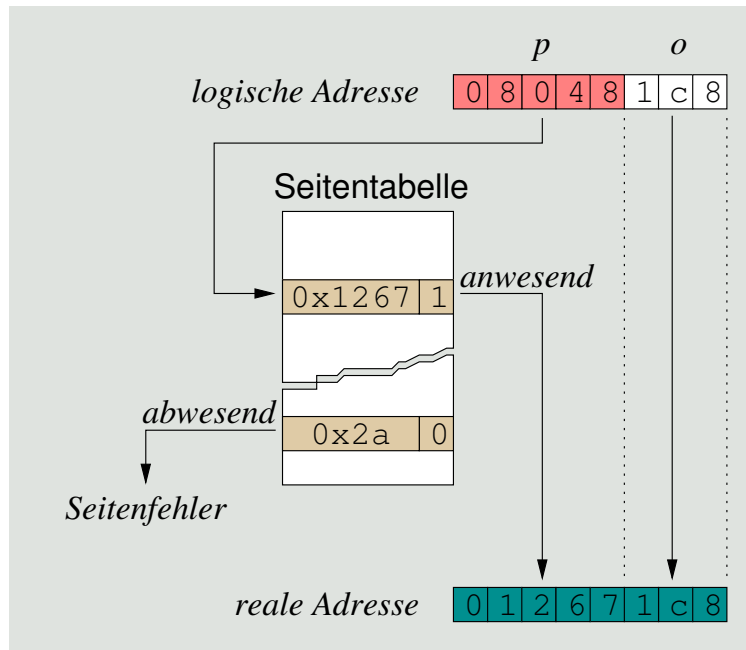 p o
logische Adresse 0 8 0 4 8 1 c 8
Seitentabelle
0x1267 1 anwesend
abwesend
0x2a 0
Seitenfehler
reale Adresse 0 1 2 6 7 1 c 8